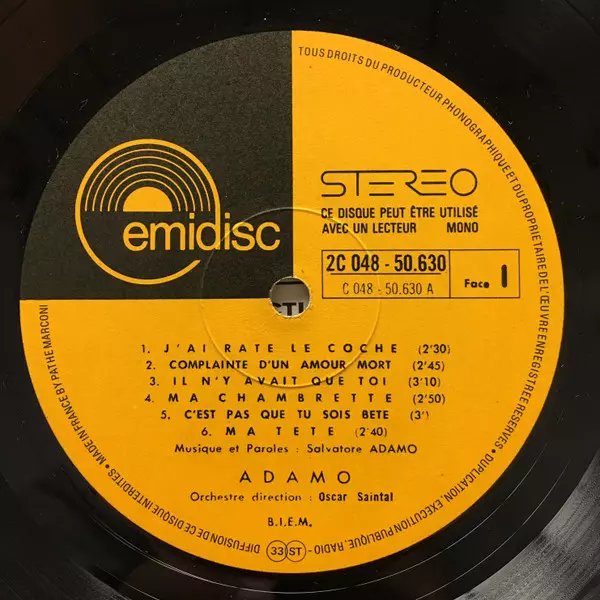 TOUS DROITS DU PRODUCTEUR PHONOGRAPHIQUE ET DU PROPRIETAIRE DE L'ŒUVRE ENREGISTREE RESERVES - DUPLICATION, EXECUTION PUBLIQUE, RADIO - DIFFUSION DE CE DISQUE INTERDITES • MADE IN FRANCE BY PATHE MARCONI
emidisc
STEREO
CE DISQUE PEUT ÊTRE UTILISÉ
AVEC UN LECTEUR MONO
2C 048 - 50.630
C 048 - 50.630 A
Face 1
1. J'AI RATE LE COCHE (2'30)
2. COMPLAINTE D'UN AMOUR MORT (2'45)
3. IL N'Y AVAIT QUE TOI (3'10)
4. MA CHAMBRETTE (2'50)
5. C'EST PAS QUE TU SOIS BETE (3')
6. MA TETE (2'40)
Musique et Paroles : Salvatore ADAMO
ADAMO
Orchestre direction : Oscar Saintal
B.I.E.M.
33 ST